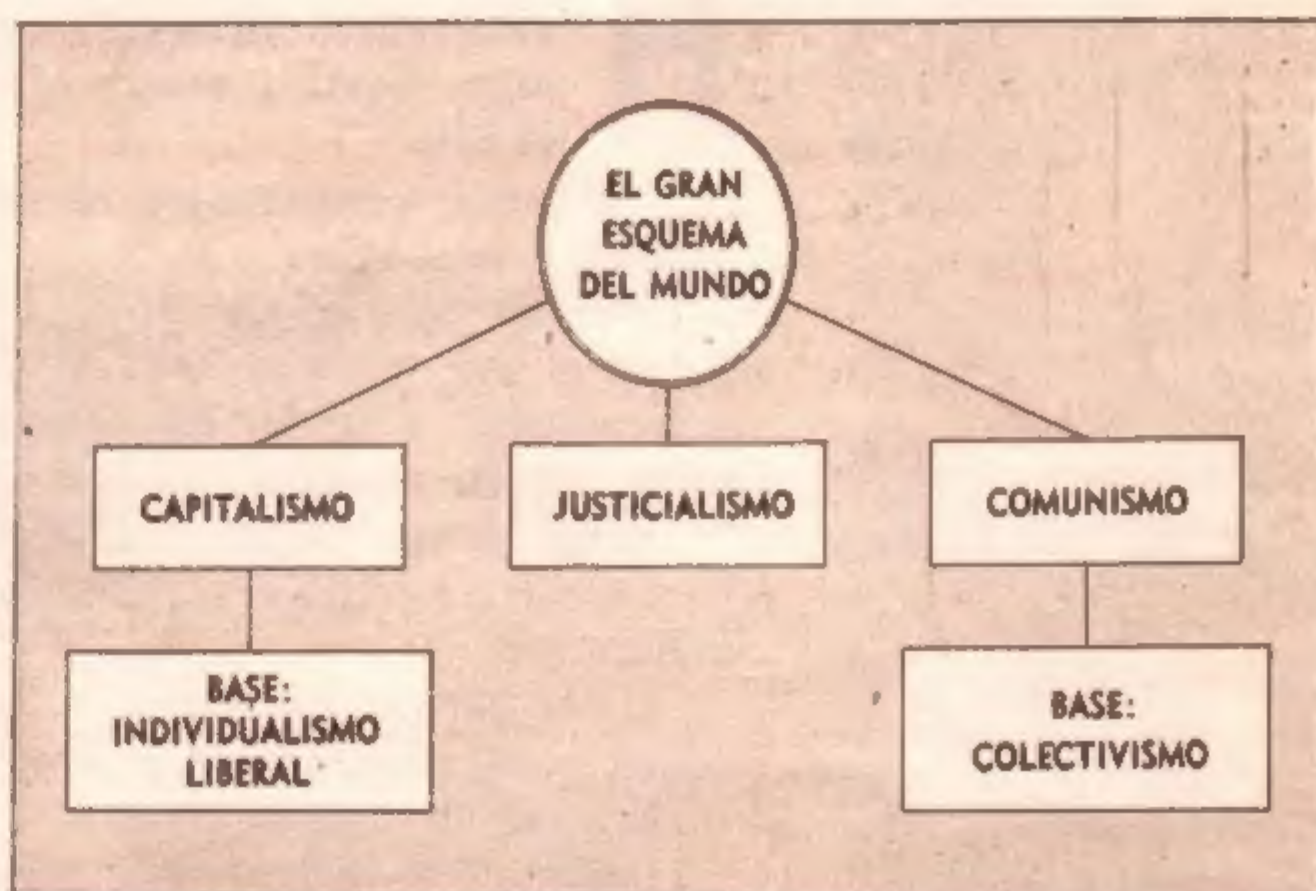 EL GRAN
ESQUEMA
DEL MUNDO
CAPITALISMO
JUSTICIALISMO
COMUNISMO
BASE:
INDIVIDUALISMO
LIBERAL
BASE:
COLECTIVISMO